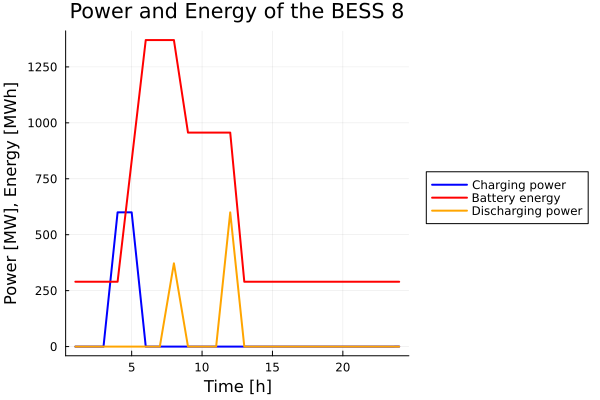 Power and Energy of the BESS 8
Power [MW], Energy [MWh]
1250
1000
750
500
250
0
5
10
15
20
Time [h]
Charging power
Battery energy
Discharging power